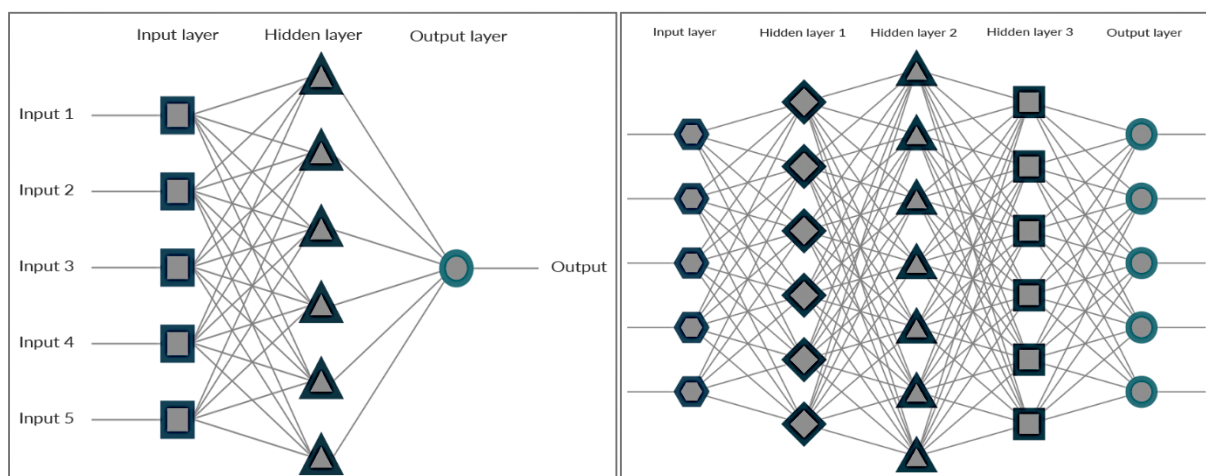 Input layer Hidden layer Output layer
Input 1
Input 2
Input 3
Output
Input 4
Input 5
Input layer Hidden layer 1 Hidden layer 2 Hidden layer 3 Output layer